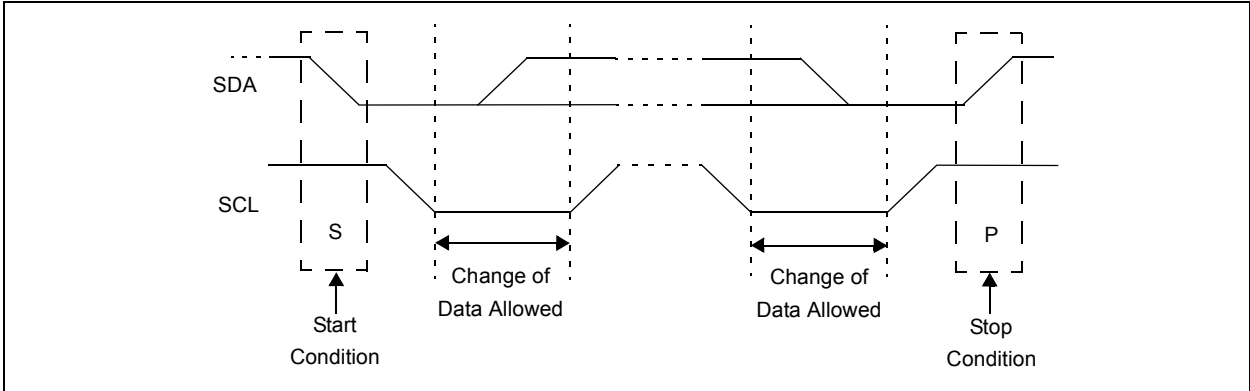 SDA
SCL
S
P
Change of
Data Allowed
Change of
Data Allowed
Start
Condition
Stop
Condition